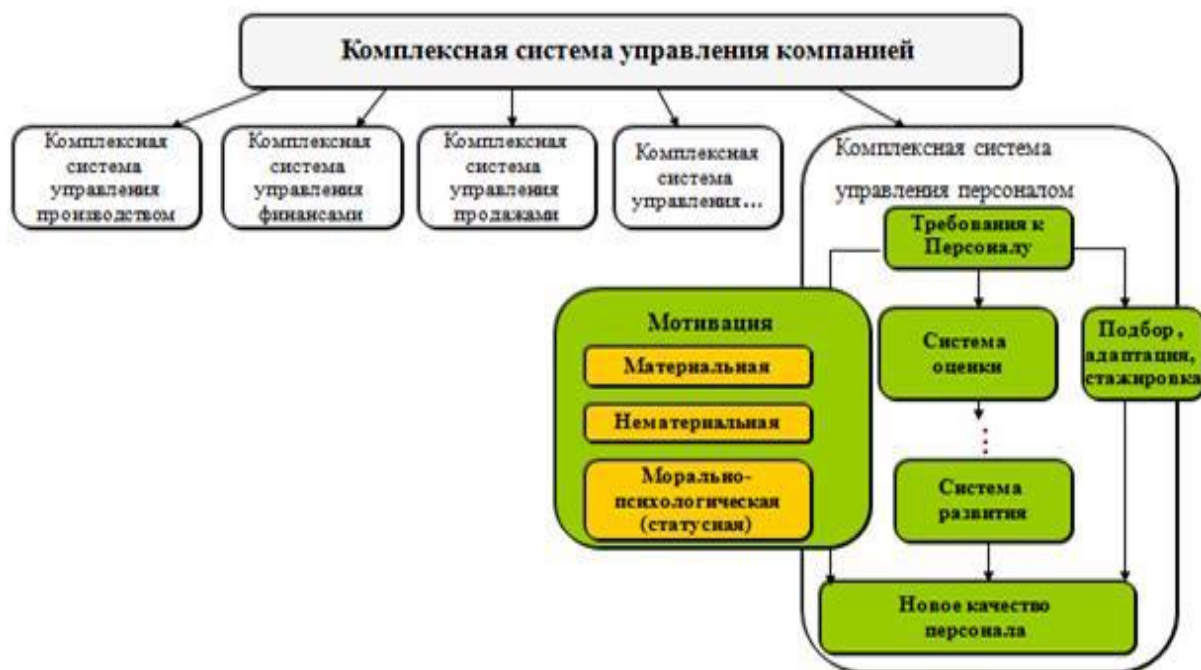 Комплексная система управления компанией
Комплексная
система
управления
производством
Комплексная
система
управления
финансами
Комплексная
система
управления
продажами
Комплексная
система
управления...
Комплексная система
управления персоналом
Требования к
Персоналу
Мотивация
Материальная
Нематериальная
Морально-
психологическая
(статусная)
Система
оценки
Подбор ,
адаптация,
стажировка
Система
развития
Новое качество
персонала